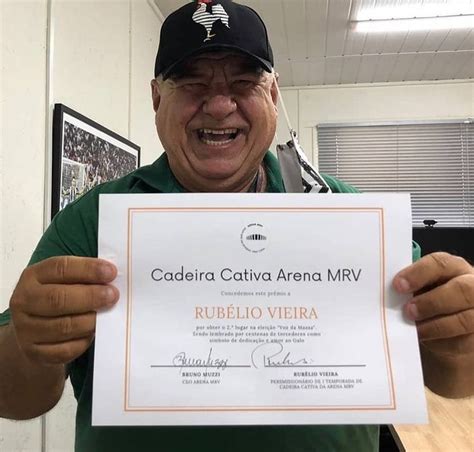 Cadeira Cativa Arena MRV
Concedemos este prêmio a
RUBÉLIO VIEIRA
por obter o 2.º lugar na eleição "Voz da Massa".
Sendo lembrado por centenas de torcedores como
símbolo de dedicação e amor ao Galo
BRUNO MUZZI
CEO ARENA MRV
RUBÉLIO VIEIRA
PERMISSIONÁRIO DE 1 TEMPORADA DE
CADEIRA CATIVA DA ARENA MRV